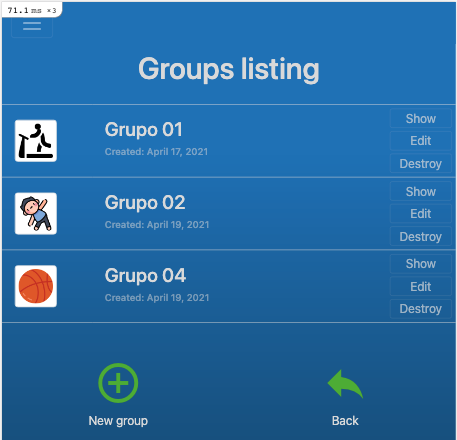 71.1 ms ×3
Groups listing
Grupo 01
Created: April 17, 2021
Show
Edit
Destroy
Grupo 02
Created: April 19, 2021
Show
Edit
Destroy
Grupo 04
Created: April 19, 2021
Show
Edit
Destroy
New group
Back